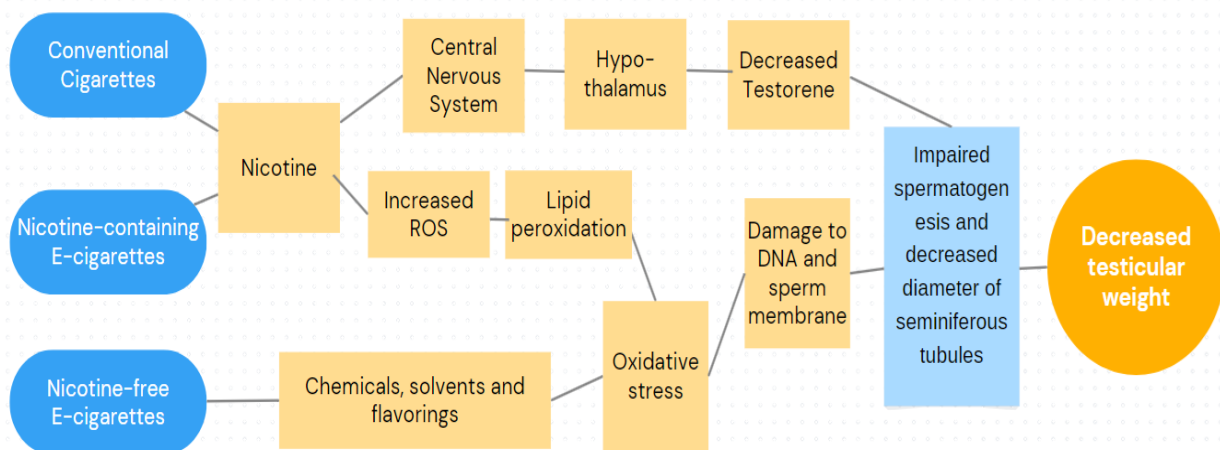 Conventional
Cigarettes
Nicotine-containing
E-cigarettes
Nicotine-free
E-cigarettes
Nicotine
Central
Nervous
System
Hypo-
thalamus
Decreased
Testorene
Increased
ROS
Lipid
peroxidation
Chemicals, solvents and
flavorings
Oxidative
stress
Damage to
DNA and
sperm
membrane
Impaired
spermatogen
esis and
decreased
diameter of
seminiferous
tubules
Decreased
testicular
weight